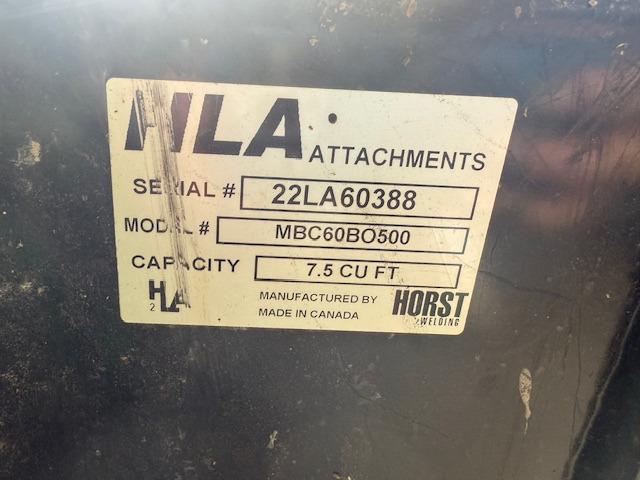 HLA ATTACHMENTS
SERIAL # 22LA60388
MODEL # MBC60BO500
CAPACITY 7.5 CU FT
HLA
2
MANUFACTURED BY
MADE IN CANADA
HORST
WELDING